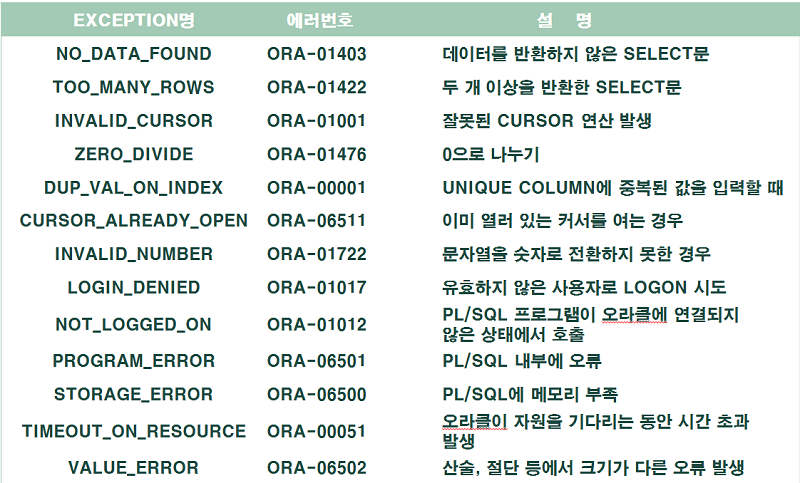 EXCEPTION명 에러번호 설 명
NO_DATA_FOUND ORA-01403 데이터를 반환하지 않은 SELECT문
TOO_MANY_ROWS ORA-01422 두 개 이상을 반환한 SELECT문
INVALID_CURSOR ORA-01001 잘못된 CURSOR 연산 발생
ZERO_DIVIDE ORA-01476 0으로 나누기
DUP_VAL_ON_INDEX ORA-00001 UNIQUE COLUMN에 중복된 값을 입력할 때
CURSOR_ALREADY_OPEN ORA-06511 이미 열러 있는 커서를 여는 경우
INVALID_NUMBER ORA-01722 문자열을 숫자로 전환하지 못한 경우
LOGIN_DENIED ORA-01017 유효하지 않은 사용자로 LOGON 시도
NOT_LOGGED_ON ORA-01012 PL/SQL 프로그램이 오라클에 연결되지
않은 상태에서 호출
PROGRAM_ERROR ORA-06501 PL/SQL 내부에 오류
STORAGE_ERROR ORA-06500 PL/SQL에 메모리 부족
TIMEOUT_ON_RESOURCE ORA-00051 오라클이 자원을 기다리는 동안 시간 초과
발생
VALUE_ERROR ORA-06502 산술, 절단 등에서 크기가 다른 오류 발생